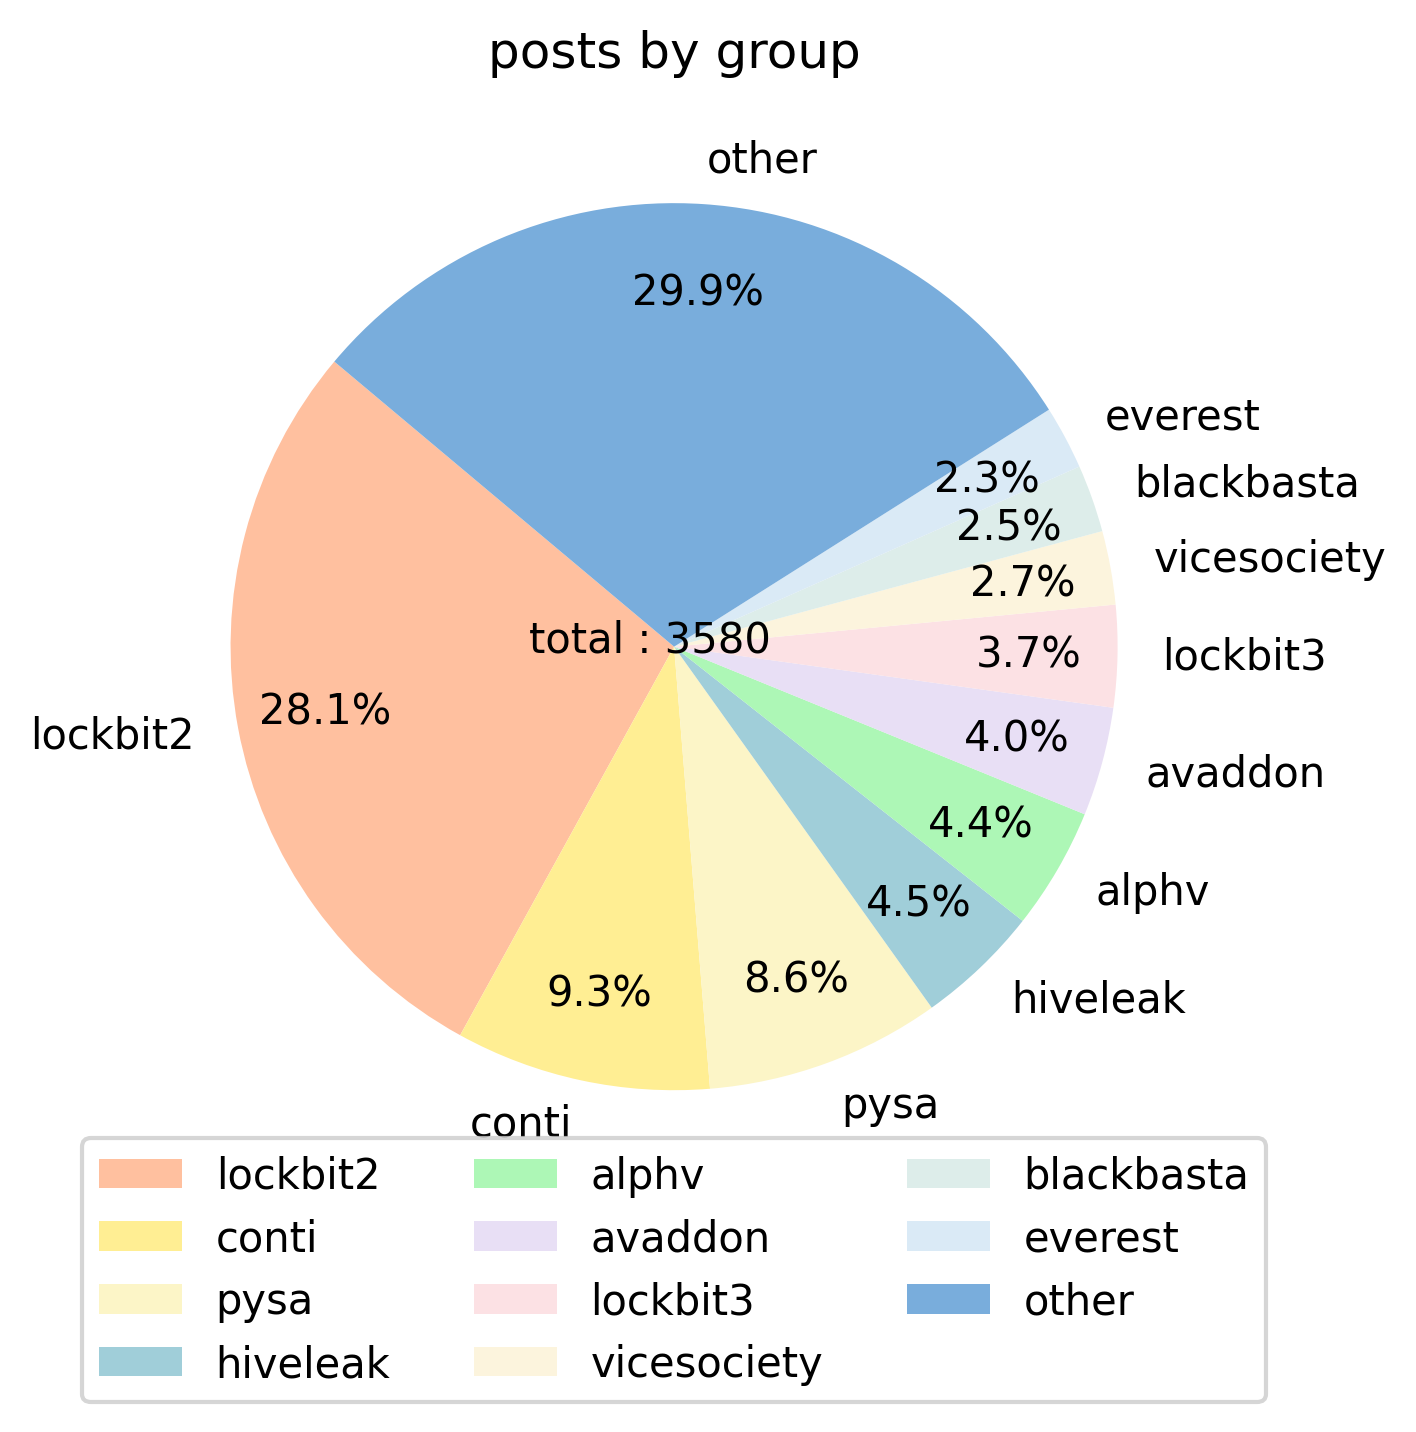 posts by group
other
29.9%
everest
2.3%
blackbasta
2.5%
vicesociety
2.7%
total : 3580
lockbit3
3.7%
lockbit2
28.1%
avaddon
4.0%
alphv
4.4%
hiveleak
4.5%
pysa
8.6%
conti
9.3%
lockbit2
conti
pysa
hiveleak
alphv
avaddon
lockbit3
vicesociety
blackbasta
everest
other